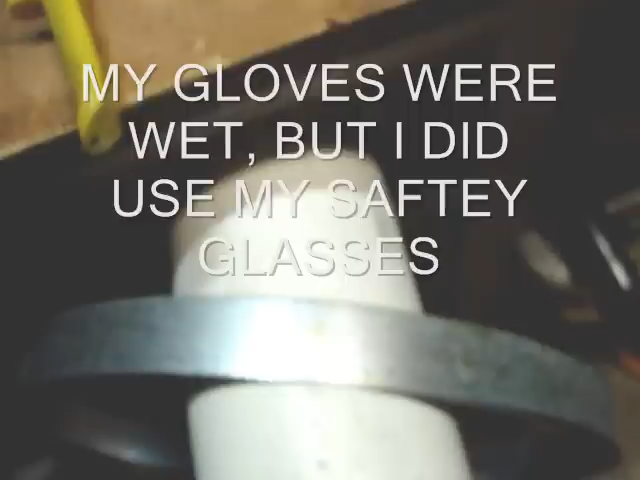 MY GLOVES WERE
WET, BUT I DID
USE MY SAFTEY
GLASSES